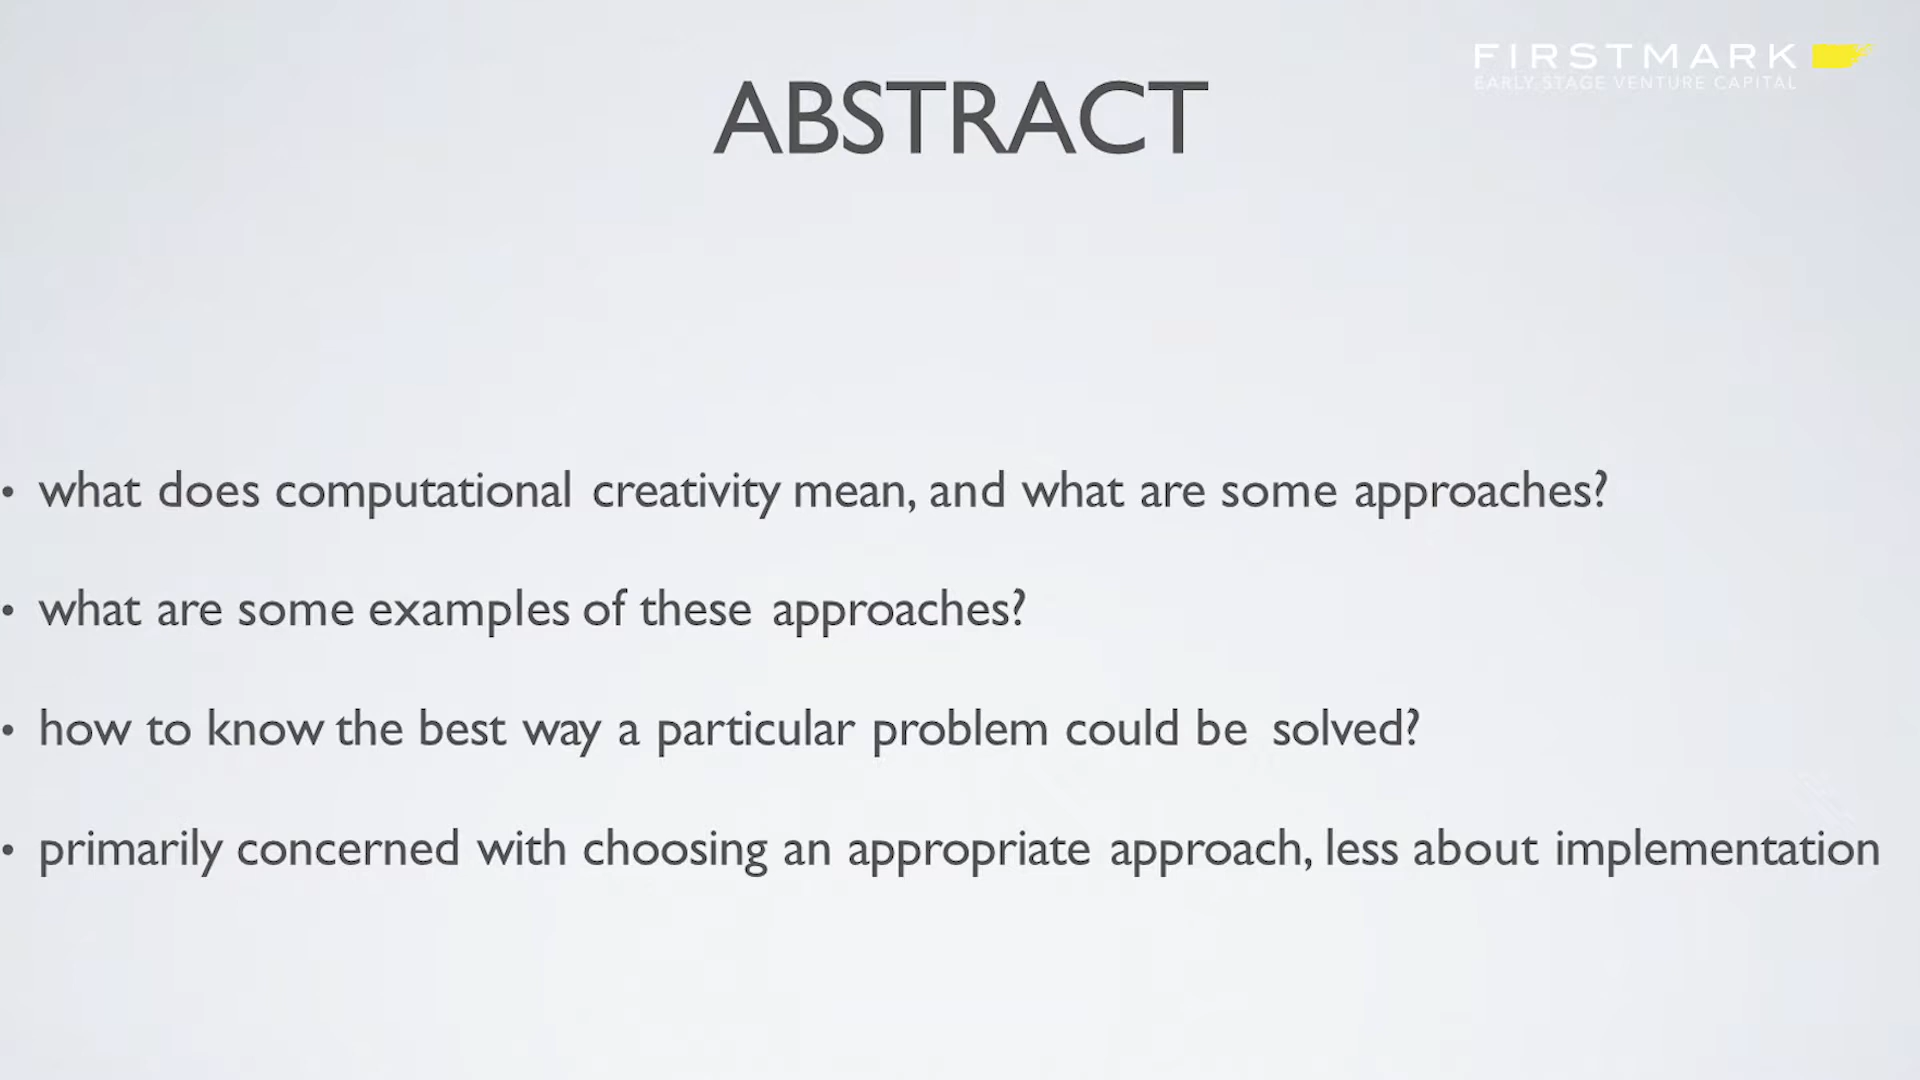 FIRSTMARK
EARLY STAGE VENTURE CAPITAL
ABSTRACT
• what does computational creativity mean, and what are some approaches?
• what are some examples of these approaches?
• how to know the best way a particular problem could be solved?
• primarily concerned with choosing an appropriate approach, less about implementation